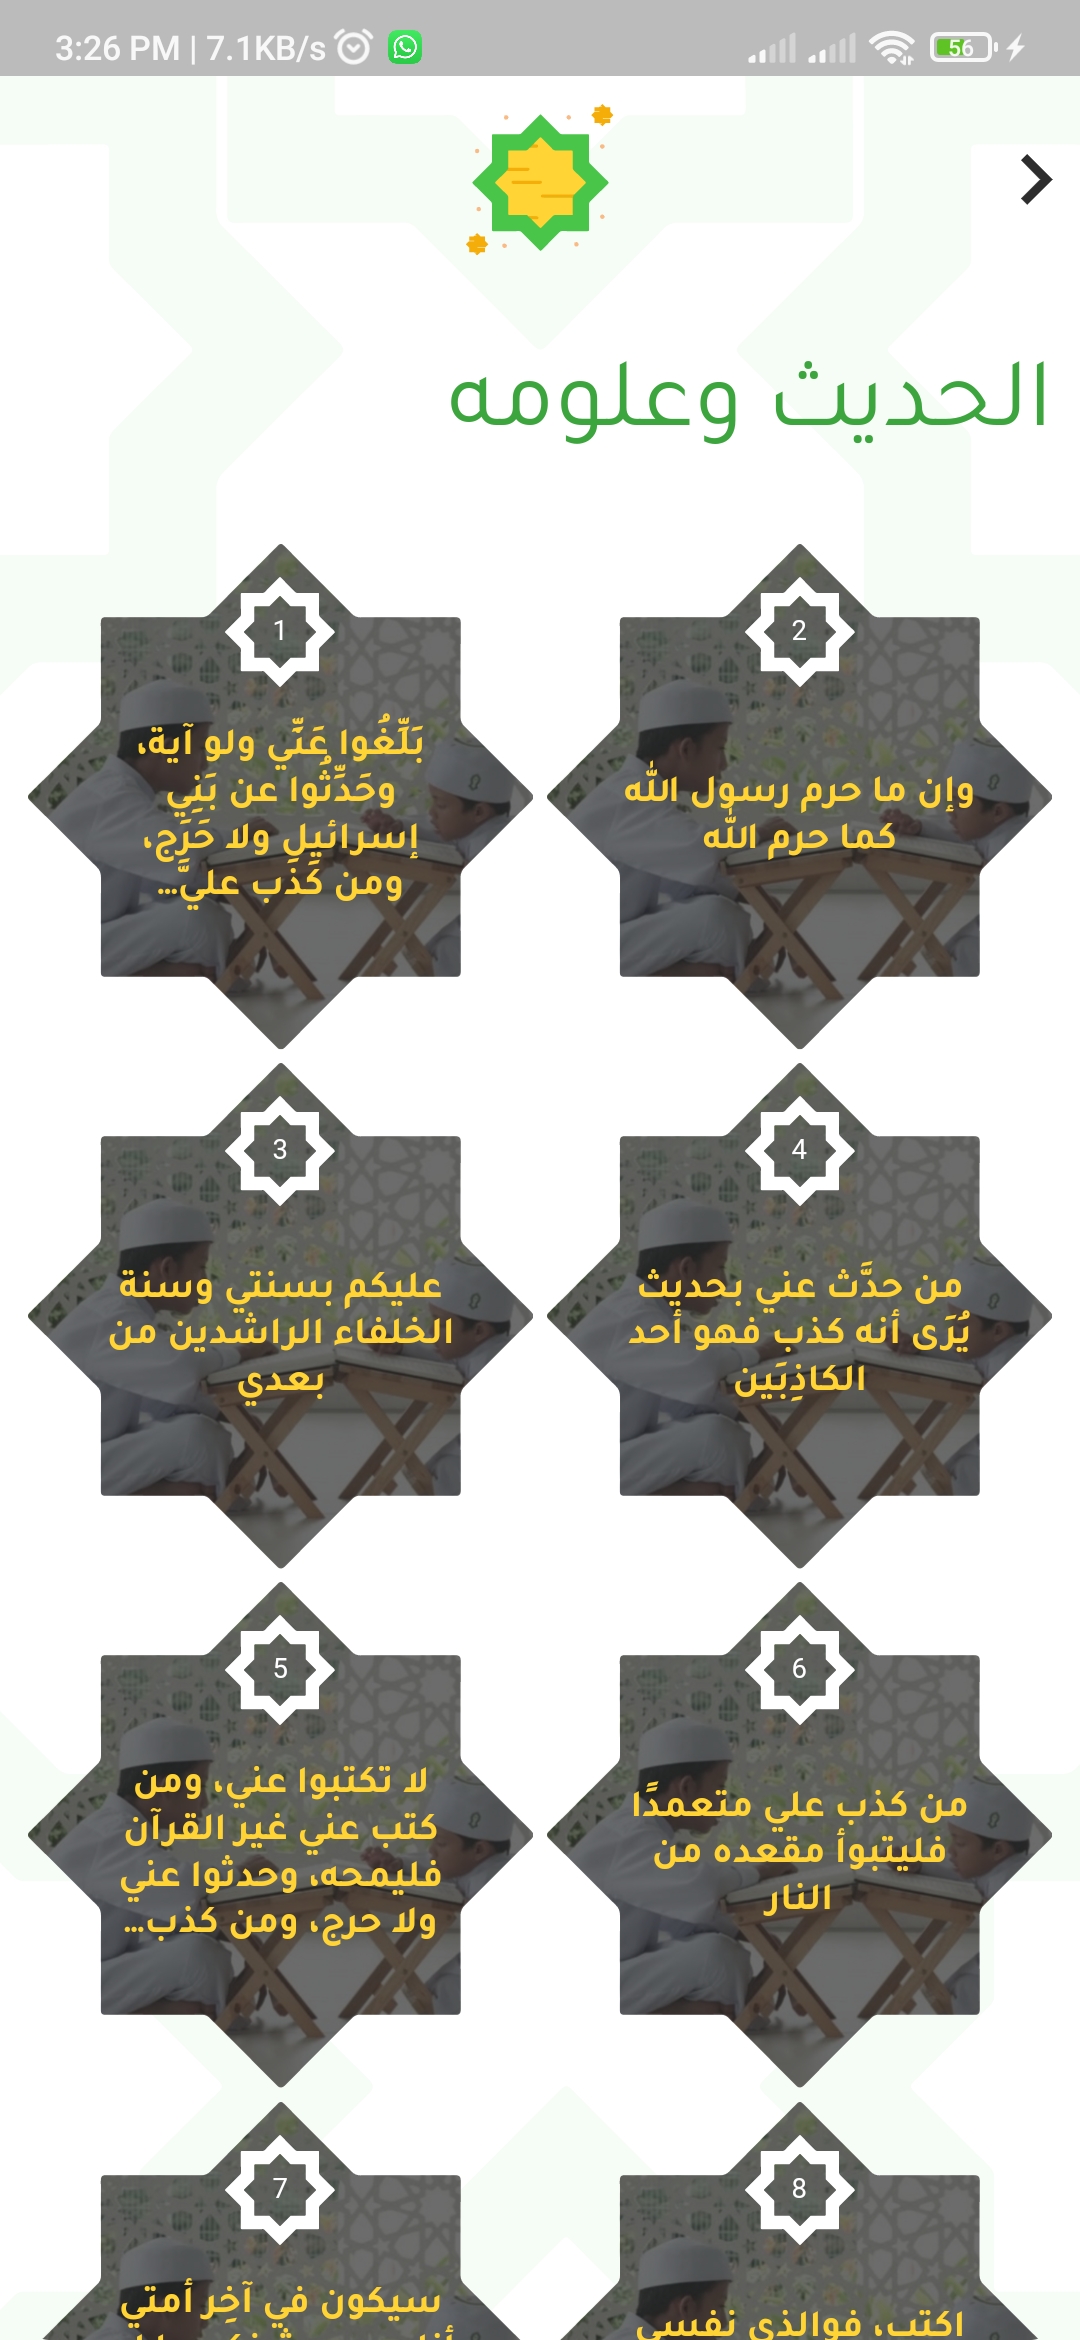 3:26 PM | 7.1KB/s
56
الحديث وعلومه
1
بَلِّغُوا عَنِّي ولو آية،
وحَدِّثُوا عن بَنِي
إسرائيل ولا حَرَج،
ومن كَذَب عليَّ...
2
وإن ما حرم رسول الله
كما حرم الله
3
عليكم بسنتي وسنة
الخلفاء الراشدين من
بعدي
4
من حدَّث عني بحديث
يُرَى أنه كذب فهو أحد
الكاذِبَين
5
لا تكتبوا عني، ومن
كتب عني غير القرآن
فليمحه، وحدثوا عني
ولا حرج، ومن كذب...
6
من كذب علي متعمدًا
فليتبوأ مقعده من
النار
7
سيكون في آخِر أمتي
8
اكتب، فوالذي نفسي